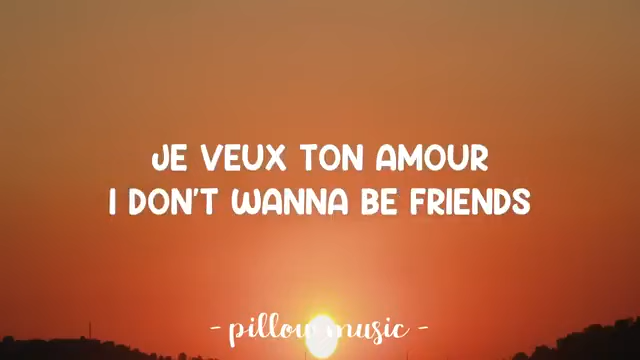 JE VEUX TON AMOUR
I DON'T WANNA BE FRIENDS
- pillow music -